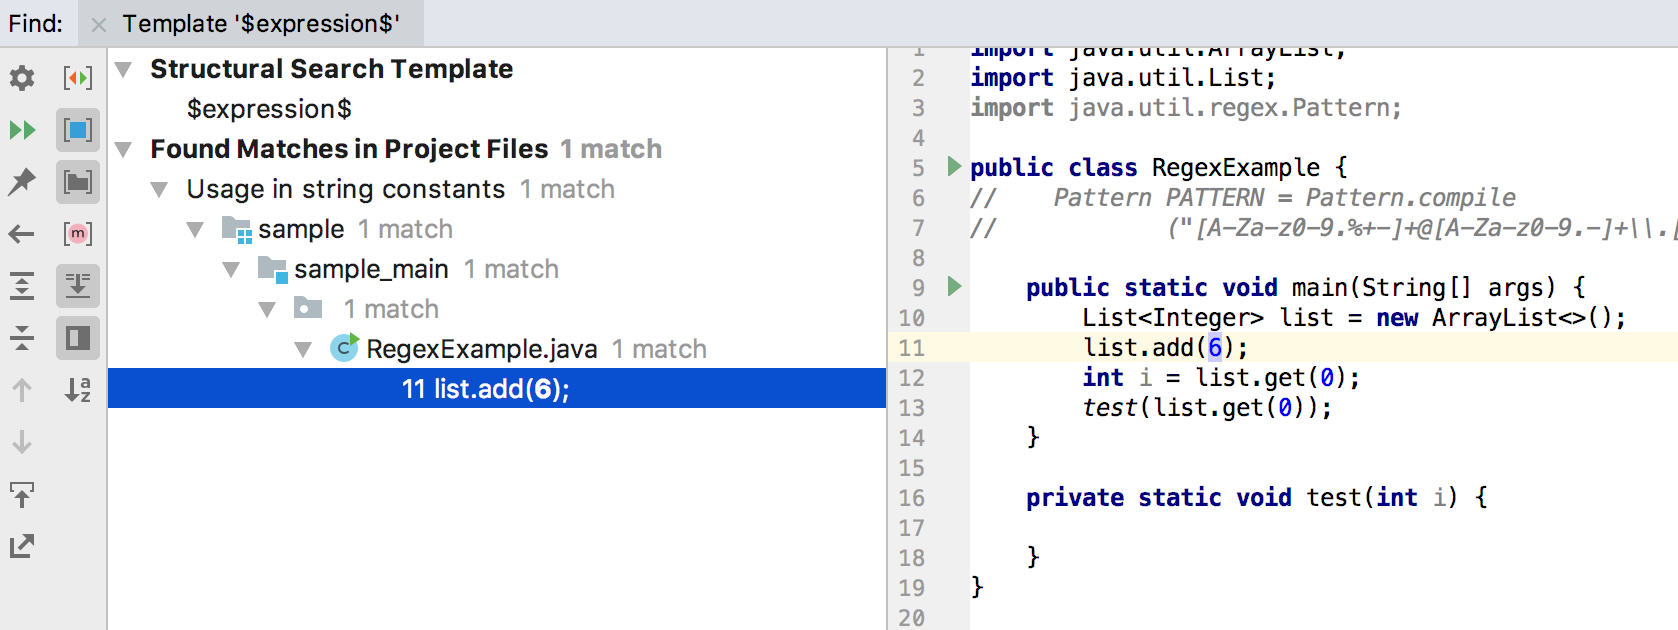 Find: Template '$expression$'
Structural Search Template
$expression$
Found Matches in Project Files 1 match
Usage in string constants 1 match
sample 1 match
sample_main 1 match
1 match
RegexExample.java 1 match
11 list.add(6);
1 import java.util.ArrayList;
2 import java.util.List;
3 import java.util.regex.Pattern;
4
5 public class RegexExample {
6 //    Pattern PATTERN = Pattern.compile
7 //            ("[A-Za-z0-9.%+-]+@[A-Za-z0-9.-]+\\.[
8
9     public static void main(String[] args) {
10         List<Integer> list = new ArrayList<>();
11         list.add(6);
12         int i = list.get(0);
13         test(list.get(0));
14     }
15
16     private static void test(int i) {
17
18     }
19 }
20